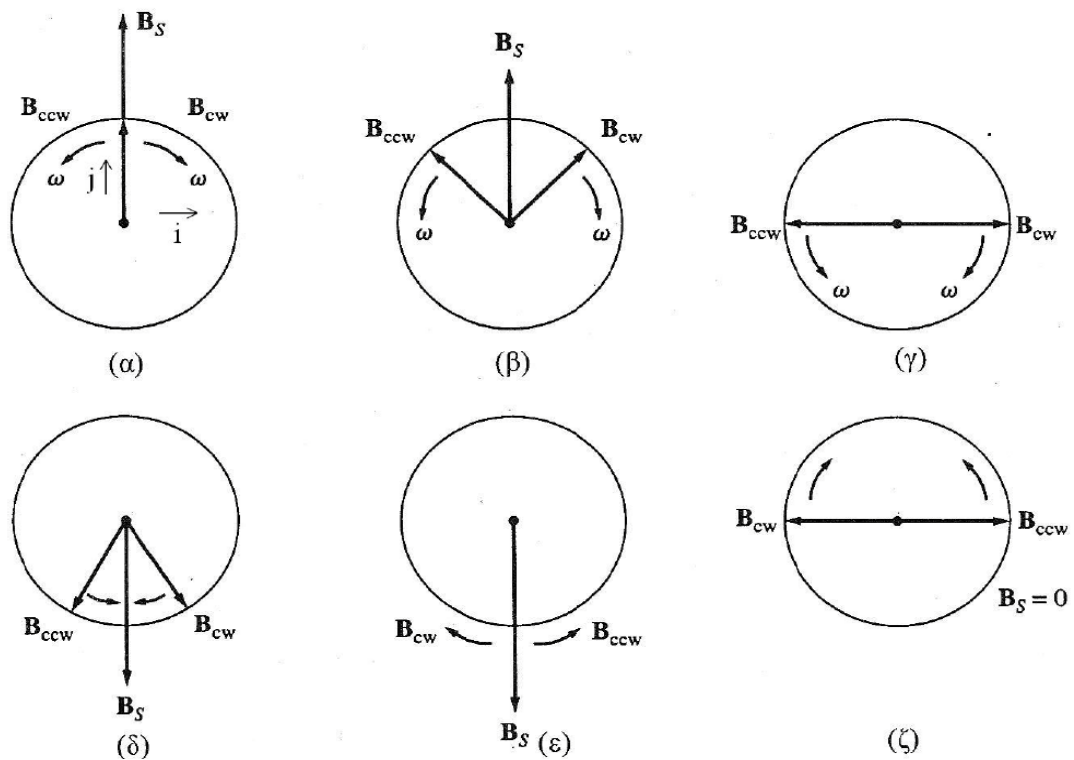 B_S
B_ccw B_cw
ω ω
j
i
(α)
B_S
B_ccw B_cw
ω ω
(β)
B_ccw B_cw
ω ω
(γ)
B_ccw B_cw
B_S
(δ)
B_cw B_ccw
B_S
(ε)
B_cw B_ccw
B_S = 0
(ζ)